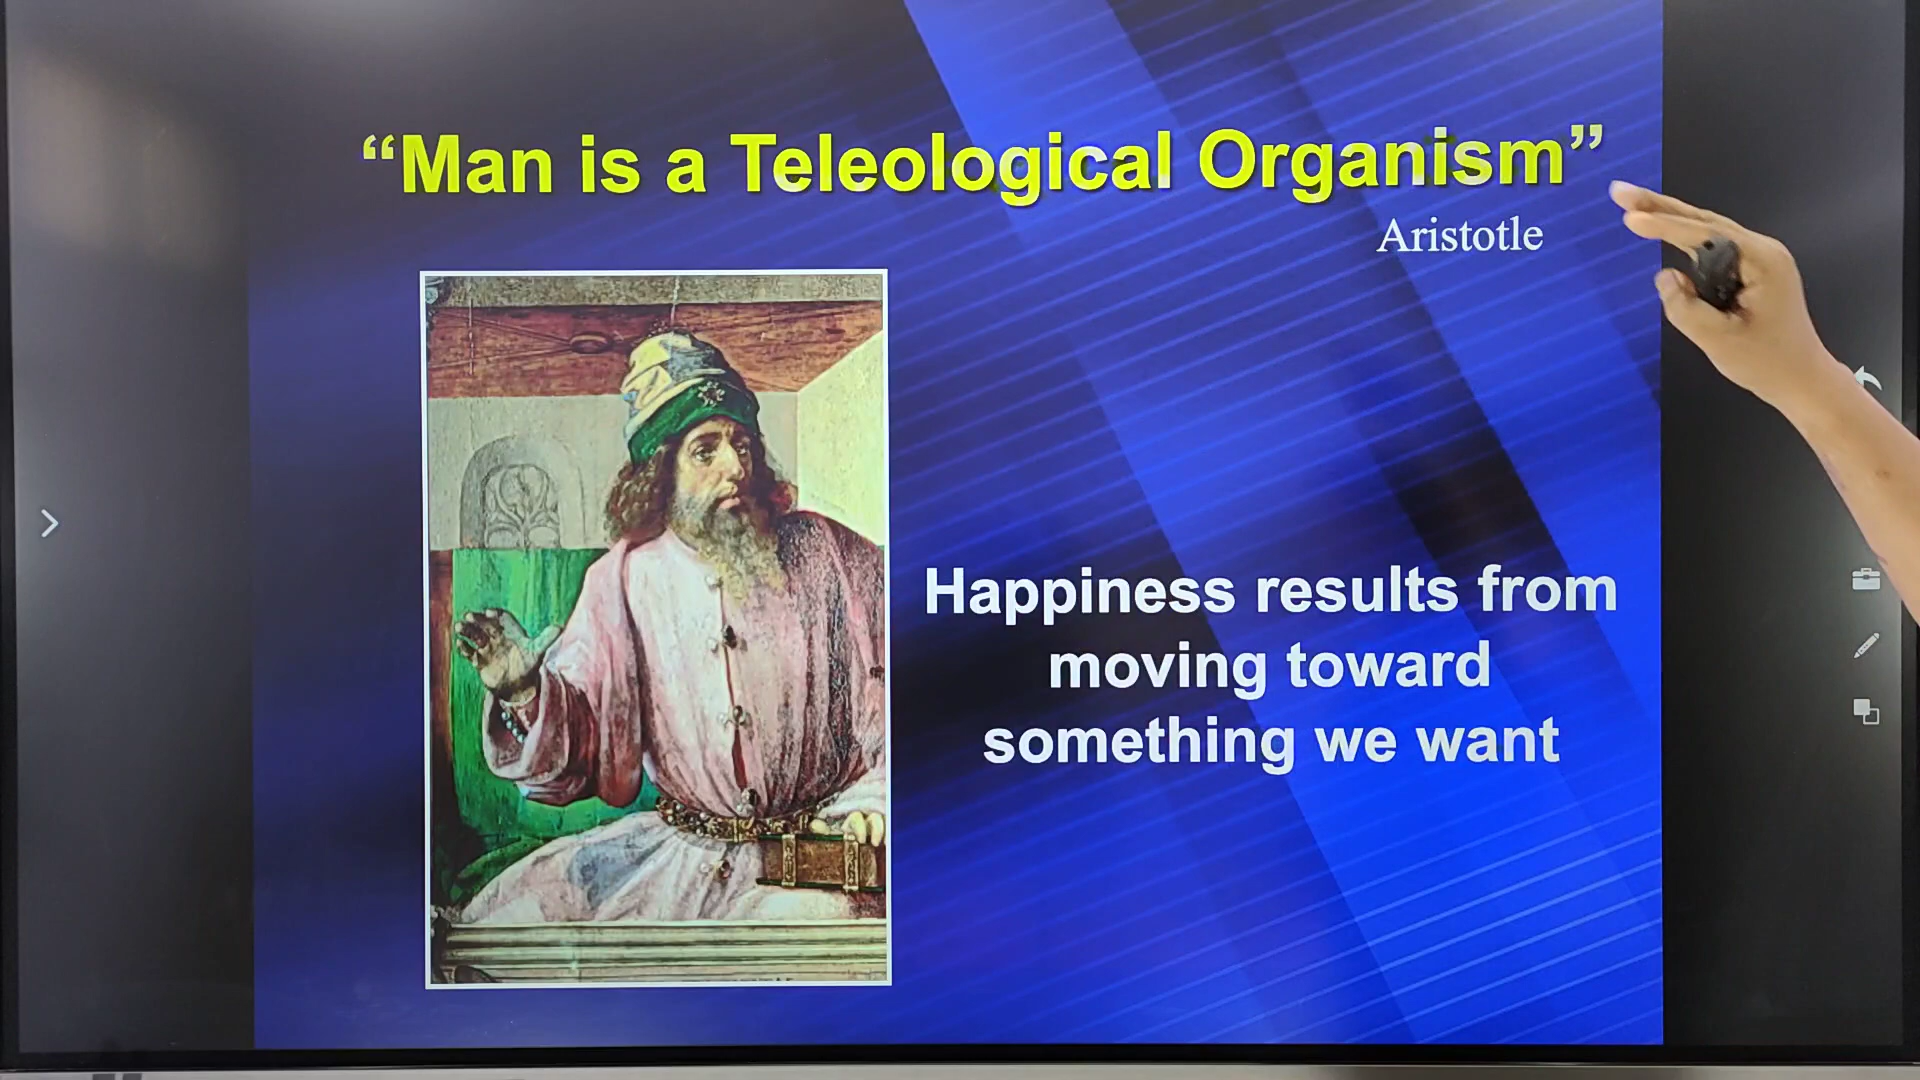 “Man is a Teleological Organism”
Aristotle
Happiness results from
moving toward
something we want